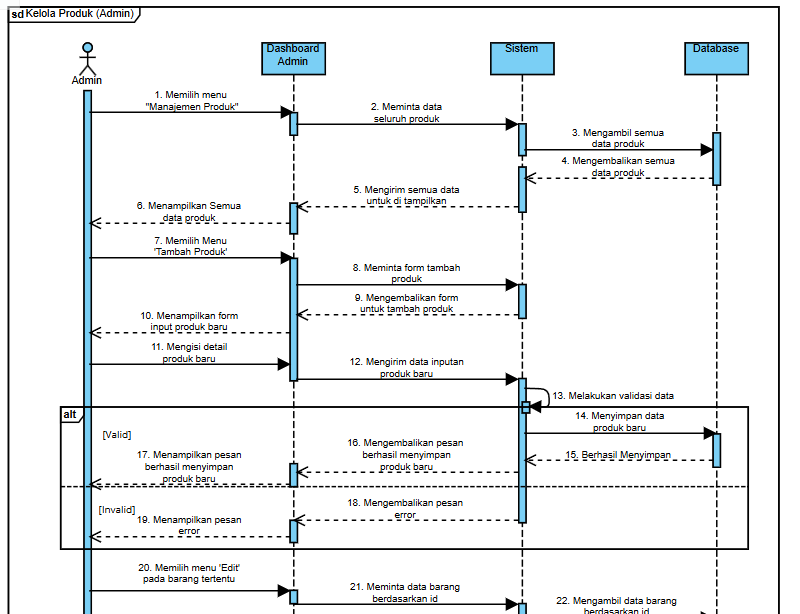 sd Kelola Produk (Admin)
Admin
Dashboard
Admin
Sistem
Database
1. Memilih menu
"Manajemen Produk"
2. Meminta data
seluruh produk
3. Mengambil semua
data produk
4. Mengembalikan semua
data produk
5. Mengirim semua data
untuk di tampilkan
6. Menampilkan Semua
data produk
7. Memilih Menu
'Tambah Produk'
8. Meminta form tambah
produk
9. Mengembalikan form
untuk tambah produk
10. Menampilkan form
input produk baru
11. Mengisi detail
produk baru
12. Mengirim data inputan
produk baru
13. Melakukan validasi data
alt
14. Menyimpan data
produk baru
[Valid]
15. Berhasil Menyimpan
16. Mengembalikan pesan
berhasil menyimpan
produk baru
17. Menampilkan pesan
berhasil menyimpan
produk baru
[Invalid]
18. Mengembalikan pesan
error
19. Menampilkan pesan
error
20. Memilih menu 'Edit'
pada barang tertentu
21. Meminta data barang
berdasarkan id
22. Mengambil data barang
berdasarkan id